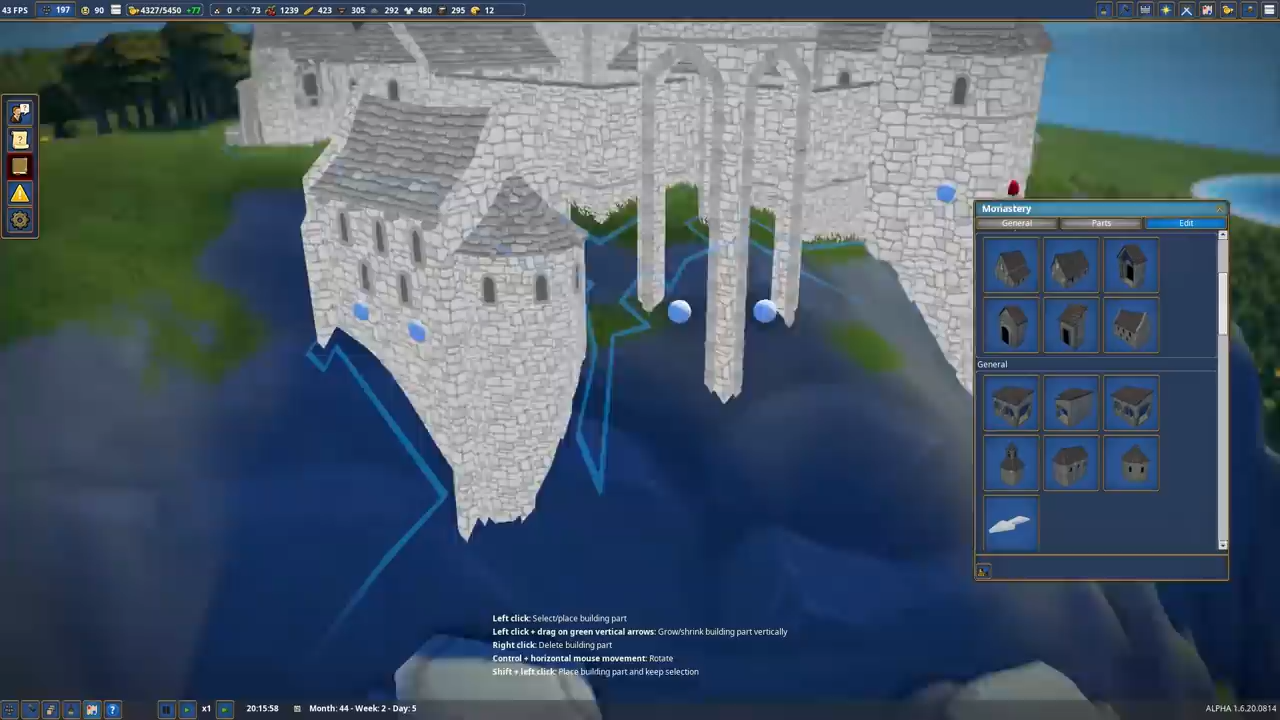 43 FPS 197 90 4327/5450 +77 0 73 1239 423 305 292 480 295 12
Monastery
General Parts Edit
General
Left click: Select/place building part
Left click + drag on green vertical arrows: Grow/shrink building part vertically
Right click: Delete building part
Control + horizontal mouse movement: Rotate
Shift + left click: Place building part and keep selection
x1 20:15:58 Month: 44 - Week: 2 - Day: 5 ALPHA 1.6.20.0814